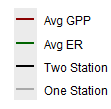 Avg GPP
Avg ER
Two Station
One Station